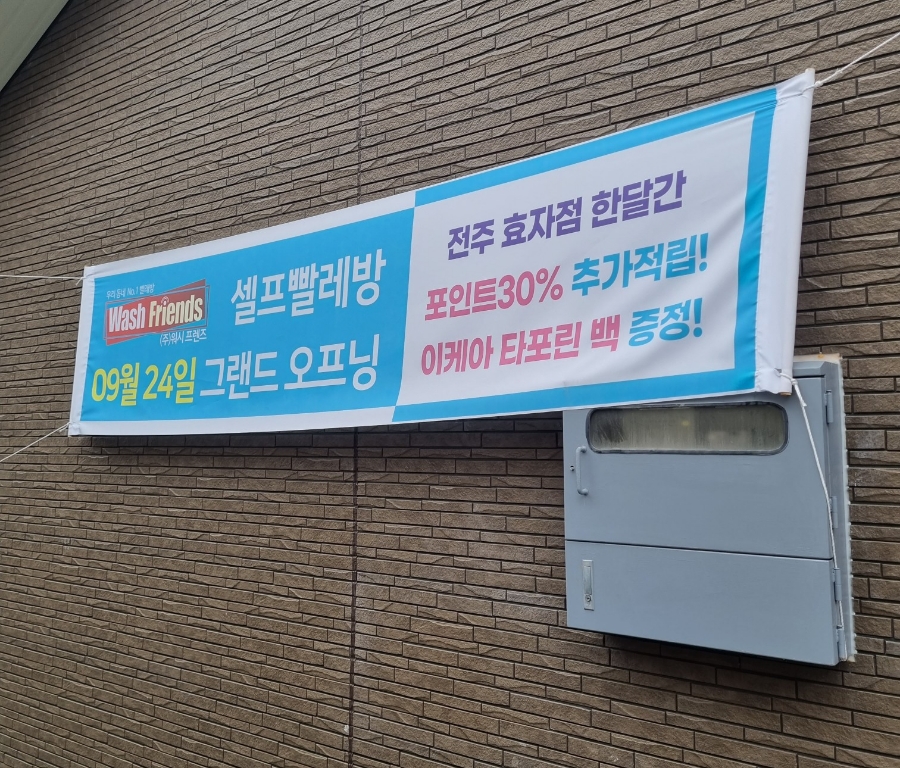 우리 동네 No.1 빨래방
Wash Friends
(주)워시 프렌즈
셀프빨래방
09월 24일 그랜드 오프닝
전주 효자점 한달간
포인트30% 추가적립!
이케아 타포린 백 증정!